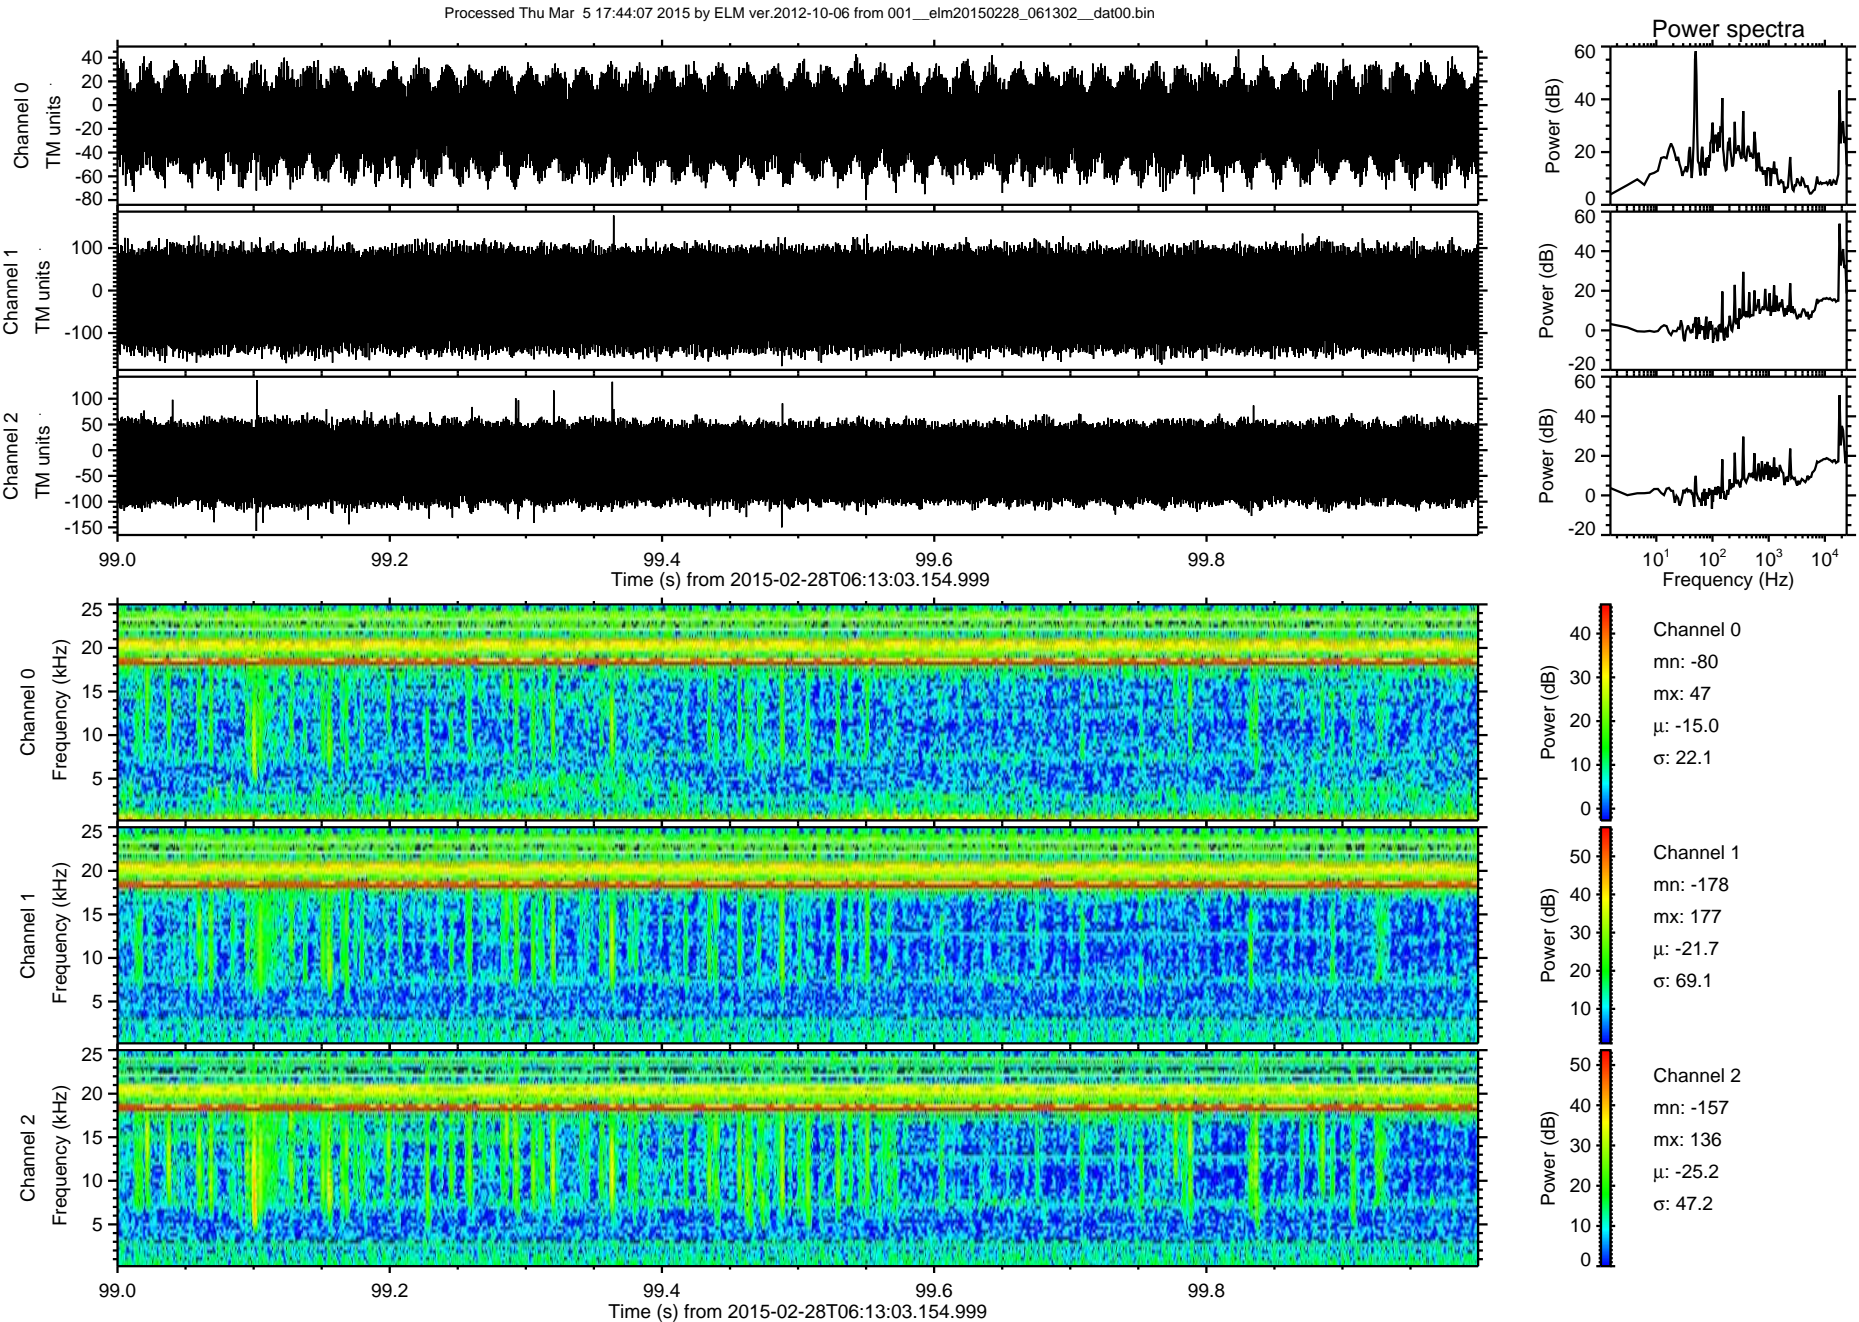 Processed Thu Mar  5 17:44:07 2015 by ELM ver.2012-10-06 from 001__elm20150228_061302__dat00.bin
Power spectra
Channel 0
TM units
40
20
0
-20
-40
-60
-80
Power (dB)
60
40
20
0
Channel 1
TM units
100
0
-100
Power (dB)
60
40
20
0
-20
Channel 2
TM units
100
50
0
-50
-100
-150
Power (dB)
60
40
20
0
-20
99.0 99.2 99.4 99.6 99.8
Time (s) from 2015-02-28T06:13:03.154.999
10¹ 10² 10³ 10⁴
Frequency (Hz)
Channel 0
Frequency (kHz)
25
20
15
10
5
Power (dB)
40
30
20
10
0
Channel 0
mn: -80
mx: 47
μ: -15.0
σ: 22.1
Channel 1
Frequency (kHz)
25
20
15
10
5
Power (dB)
50
40
30
20
10
Channel 1
mn: -178
mx: 177
μ: -21.7
σ: 69.1
Channel 2
Frequency (kHz)
25
20
15
10
5
Power (dB)
50
40
30
20
10
0
Channel 2
mn: -157
mx: 136
μ: -25.2
σ: 47.2
99.0 99.2 99.4 99.6 99.8
Time (s) from 2015-02-28T06:13:03.154.999